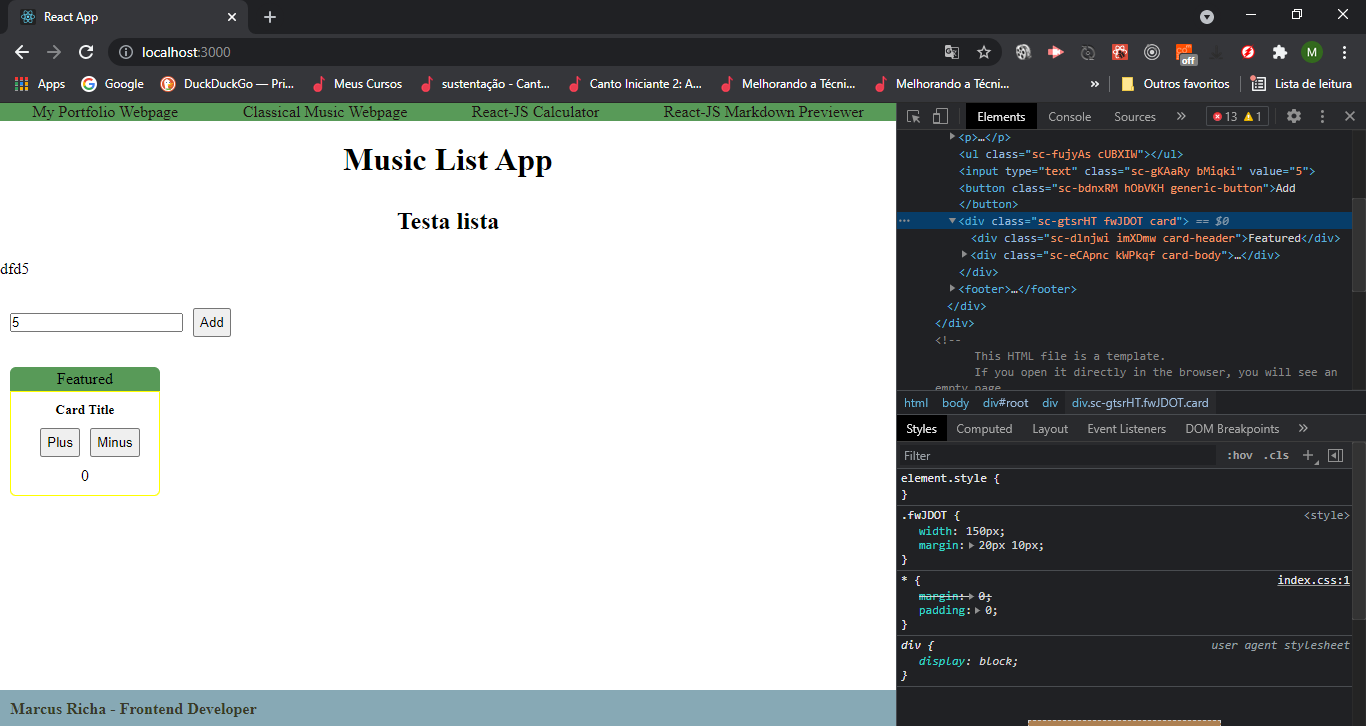 React App
localhost:3000
M
off
Apps
Google
DuckDuckGo — Pri...
Meus Cursos
sustentação - Cant...
Canto Iniciante 2: A...
Melhorando a Técni...
Melhorando a Técni...
»
Outros favoritos
Lista de leitura
My Portfolio Webpage
Classical Music Webpage
React-JS Calculator
React-JS Markdown Previewer
Music List App
Testa lista
dfd5
5
Add
Featured
Card Title
Plus
Minus
0
Marcus Richa - Frontend Developer
Elements
Console
Sources
»
13
1
<p>…</p>
<ul class="sc-fujyAs cUBXIW"></ul>
<input type="text" class="sc-gKAaRy bMiqki" value="5">
<button class="sc-bdnxRM hObVKH generic-button">Add
</button>
<div class="sc-gtsrHT fwJDOT card"> == $0
<div class="sc-dlnjwi imXDmw card-header">Featured</div>
<div class="sc-eCApnc kWPkqf card-body">…</div>
</div>
<footer>…</footer>
</div>
</div>
<!--
This HTML file is a template.
If you open it directly in the browser, you will see an
empty page
html
body
div#root
div
div.sc-gtsrHT.fwJDOT.card
Styles
Computed
Layout
Event Listeners
DOM Breakpoints
»
Filter
:hov
.cls
+
element.style {
}
.fwJDOT {
<style>
width: 150px;
margin: 20px 10px;
}
* {
index.css:1
margin: 0;
padding: 0;
}
div {
user agent stylesheet
display: block;
}